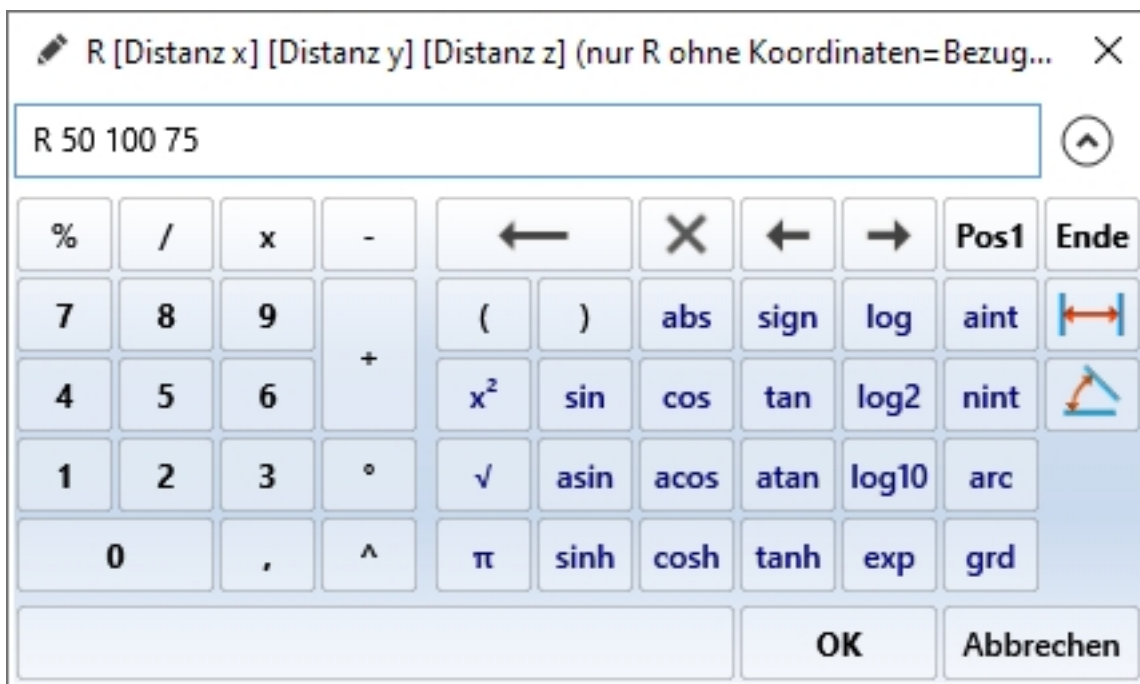 R [Distanz x] [Distanz y] [Distanz z] (nur R ohne Koordinaten=Bezug...
R 50 100 75
% / x - Pos1 Ende
7 8 9 ( ) abs sign log aint
+
4 5 6 x² sin cos tan log2 nint
1 2 3 ° √ asin acos atan log10 arc
0 , ^ π sinh cosh tanh exp grd
OK Abbrechen